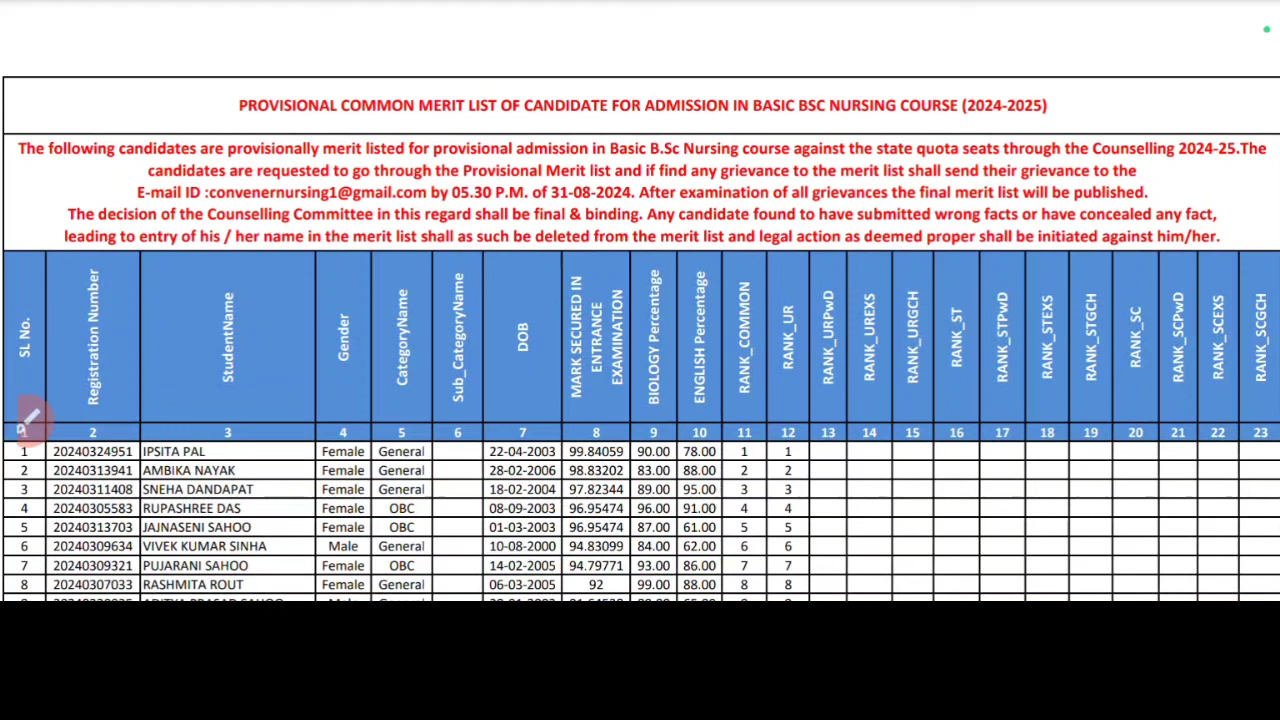 PROVISIONAL COMMON MERIT LIST OF CANDIDATE FOR ADMISSION IN BASIC BSC NURSING COURSE (2024-2025)
The following candidates are provisionally merit listed for provisional admission in Basic B.Sc Nursing course against the state quota seats through the Counselling 2024-25.The
candidates are requested to go through the Provisional Merit list and if find any grievance to the merit list shall send their grievance to the
E-mail ID :convenernursing1@gmail.com by 05.30 P.M. of 31-08-2024. After examination of all grievances the final merit list will be published.
The decision of the Counselling Committee in this regard shall be final & binding. Any candidate found to have submitted wrong facts or have concealed any fact,
leading to entry of his / her name in the merit list shall as such be deleted from the merit list and legal action as deemed proper shall be initiated against him/her.
SL No. Registration Number StudentName Gender CategoryName Sub_CategoryName DOB MARK SECURED IN ENTRANCE EXAMINATION BIOLOGY Percentage ENGLISH Percentage RANK_COMMON RANK_UR RANK_URPwD RANK_UREXS RANK_URGCH RANK_ST RANK_STPwD RANK_STEXS RANK_STGCH RANK_SC RANK_SCPwD RANK_SCEXS RANK_SCGCH
1 2 3 4 5 6 7 8 9 10 11 12 13 14 15 16 17 18 19 20 21 22 23
1 20240324951 IPSITA PAL Female General 22-04-2003 99.84059 90.00 78.00 1 1
2 20240313941 AMBIKA NAYAK Female General 28-02-2006 98.83202 83.00 88.00 2 2
3 20240311408 SNEHA DANDAPAT Female General 18-02-2004 97.82344 89.00 95.00 3 3
4 20240305583 RUPASHREE DAS Female OBC 08-09-2003 96.95474 96.00 91.00 4 4
5 20240313703 JAJNASENI SAHOO Female OBC 01-03-2003 96.95474 87.00 61.00 5 5
6 20240309634 VIVEK KUMAR SINHA Male General 10-08-2000 94.83099 84.00 62.00 6 6
7 20240309321 PUJARANI SAHOO Female OBC 14-02-2005 94.79771 93.00 86.00 7 7
8 20240307033 RASHMITA ROUT Female General 06-03-2005 92 99.00 88.00 8 8